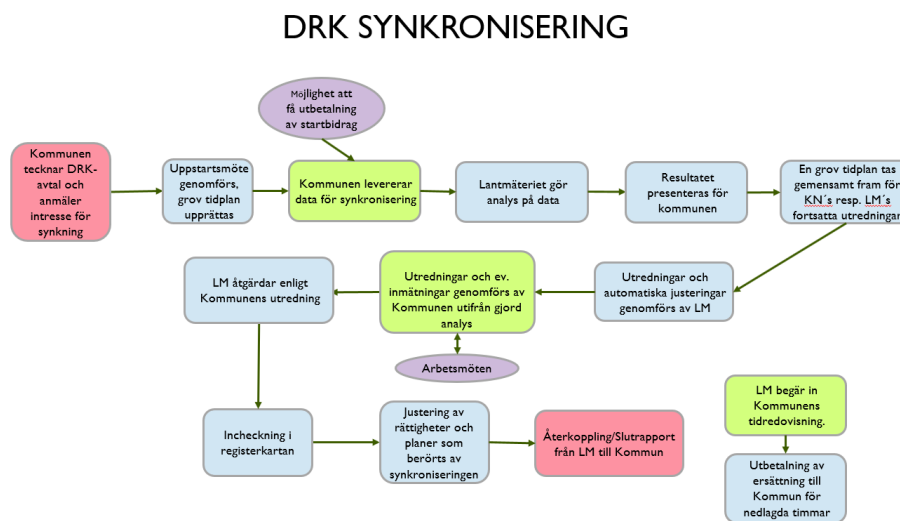 DRK SYNKRONISERING
Möjlighet att
få utbetalning
av startbidrag
Kommunen
tecknar DRK-
avtal och
anmäler
intresse för
synkning
Uppstartsmöte
genomförs,
grov tidplan
upprättas
Kommunen levererar
data för synkronisering
Lantmäteriet gör
analys på data
Resultatet
presenteras för
kommunen
En grov tidplan tas
gemensamt fram för
KN´s resp. LM´s
fortsatta utredningar
LM åtgärdar enligt
Kommunens utredning
Utredningar och ev.
inmätningar genomförs av
Kommunen utifrån gjord
analys
Utredningar och
automatiska justeringar
genomförs av LM
Arbetsmöten
Incheckning i
registerkartan
Justering av
rättigheter och
planer som
berörts av
synkroniseringen
Återkoppling/Slutrapport
från LM till Kommun
LM begär in
Kommunens
tidredovisning.
Utbetalning av
ersättning till
Kommun för
nedlagda timmar